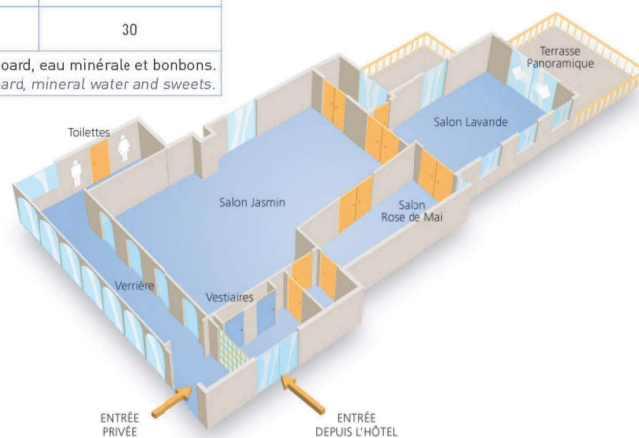 30
oard, eau minérale et bonbons.
ard, mineral water and sweets.
Terrasse
Panoramique
Toilettes
Salon Lavande
Salon Jasmin
Salon
Rose de Mai
Verrière
Vestiaires
ENTRÉE
PRIVÉE
ENTRÉE
DEPUIS L'HÔTEL